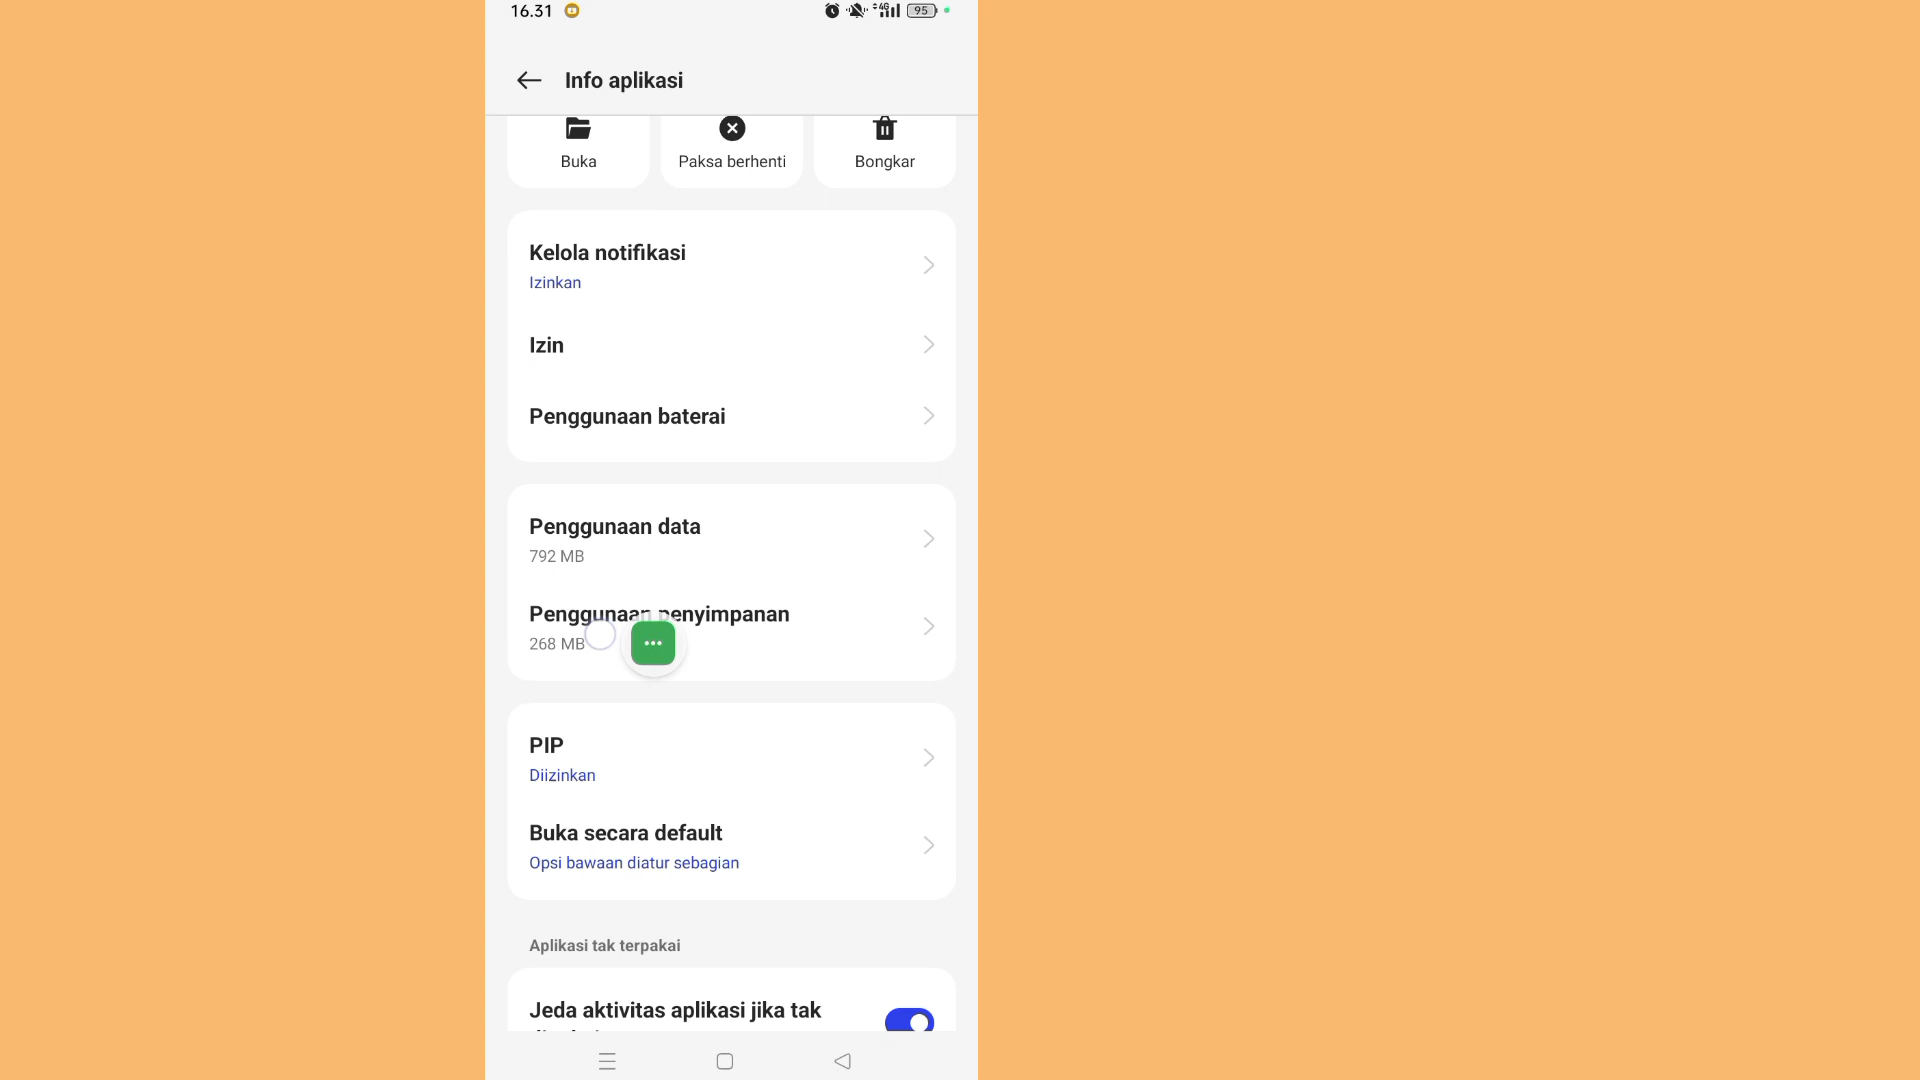 16.31
4G
95
Info aplikasi
Buka
Paksa berhenti
Bongkar
Kelola notifikasi
Izinkan
Izin
Penggunaan baterai
Penggunaan data
792 MB
Penggunaan penyimpanan
268 MB
PIP
Diizinkan
Buka secara default
Opsi bawaan diatur sebagian
Aplikasi tak terpakai
Jeda aktivitas aplikasi jika tak